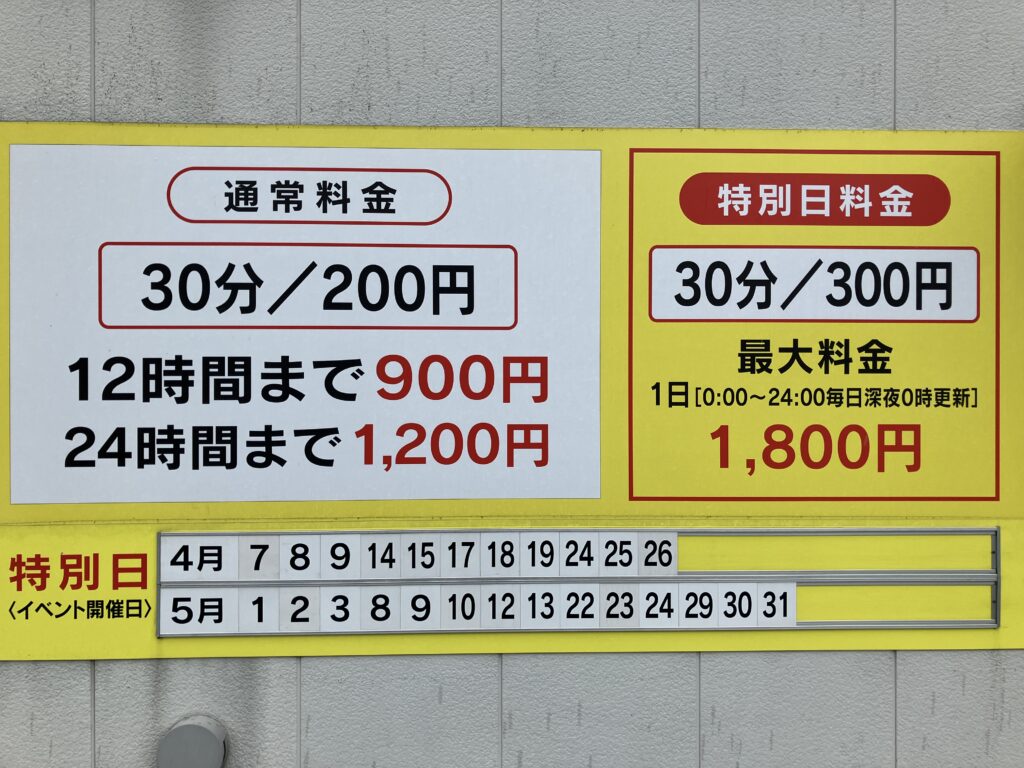 通常料金
30分／200円
12時間まで900円
24時間まで1,200円
特別日料金
30分／300円
最大料金
1日[0:00～24:00毎日深夜0時更新]
1,800円
特別日
〈イベント開催日〉
4月 7 8 9 14 15 17 18 19 24 25 26
5月 1 2 3 8 9 10 12 13 22 23 24 29 30 31